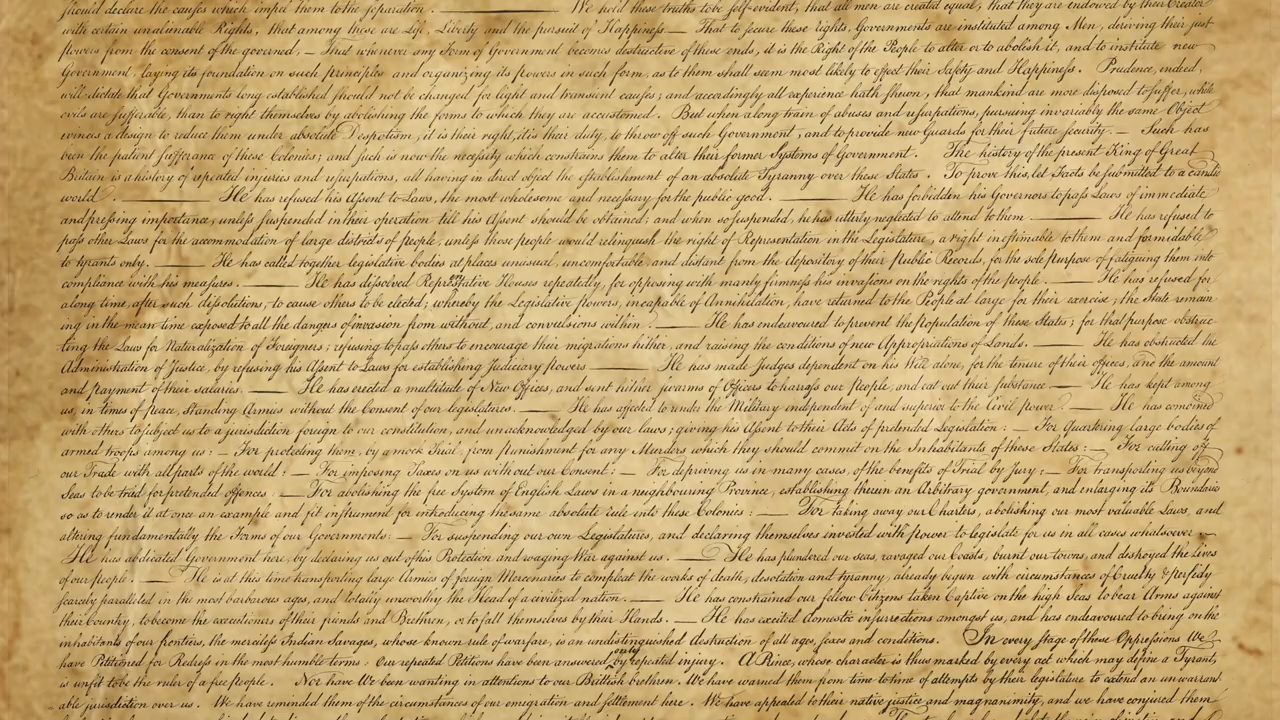 should declare the causes which impel them to the separation. ——— We hold these truths to be self-evident, that all men are created equal, that they are endowed by their Creator
with certain unalienable Rights, that among these are Life, Liberty and the pursuit of Happiness — That to secure these rights, Governments are instituted among Men, deriving their just
powers from the consent of the governed, — That whenever any Form of Government becomes destructive of these ends, it is the Right of the People to alter or to abolish it, and to institute new
Government, laying its foundation on such principles and organizing its powers in such form, as to them shall seem most likely to effect their Safety and Happiness. Prudence, indeed,
will dictate that Governments long established should not be changed for light and transient causes; and accordingly all experience hath shewn, that mankind are more disposed to suffer, while
evils are sufferable, than to right themselves by abolishing the forms to which they are accustomed. But when a long train of abuses and usurpations, pursuing invariably the same Object
evinces a design to reduce them under absolute Despotism, it is their right, it is their duty, to throw off such Government, and to provide new Guards for their future security. — Such has
been the patient sufferance of these Colonies; and such is now the necessity which constrains them to alter their former Systems of Government. The history of the present King of Great
Britain is a history of repeated injuries and usurpations, all having in direct object the establishment of an absolute Tyranny over these States. To prove this, let Facts be submitted to a candid
world. ——— He has refused his Assent to Laws, the most wholesome and necessary for the public good. ——— He has forbidden his Governors to pass Laws of immediate
and pressing importance, unless suspended in their operation till his Assent should be obtained; and when so suspended, he has utterly neglected to attend to them. ——— He has refused to
pass other Laws for the accommodation of large districts of people, unless those people would relinquish the right of Representation in the Legislature, a right inestimable to them and formidable
to tyrants only. ——— He has called together legislative bodies at places unusual, uncomfortable, and distant from the depository of their public Records, for the sole purpose of fatiguing them into
compliance with his measures. ——— He has dissolved Representative Houses repeatedly, for opposing with manly firmness his invasions on the rights of the people. ——— He has refused for
a long time, after such dissolutions, to cause others to be elected; whereby the Legislative powers, incapable of Annihilation, have returned to the People at large for their exercise; the State remain-
ing in the mean time exposed to all the dangers of invasion from without, and convulsions within. ——— He has endeavoured to prevent the population of these States; for that purpose obstruc-
ting the Laws for Naturalization of Foreigners; refusing to pass others to encourage their migrations hither, and raising the conditions of new Appropriations of Lands. ——— He has obstructed the
Administration of Justice, by refusing his Assent to Laws for establishing Judiciary powers ——— He has made Judges dependent on his Will alone, for the tenure of their offices, and the amount
and payment of their salaries. ——— He has erected a multitude of New Offices, and sent hither swarms of Officers to harrass our people, and eat out their substance. ——— He has kept among
us, in times of peace, Standing Armies without the Consent of our legislatures. ——— He has affected to render the Military independent of and superior to the Civil power. ——— He has combined
with others to subject us to a jurisdiction foreign to our constitution, and unacknowledged by our laws; giving his Assent to their Acts of pretended Legislation: — For Quartering large bodies of
armed troops among us: — For protecting them, by a mock Trial, from punishment for any Murders which they should commit on the Inhabitants of these States: — For cutting off
our Trade with all parts of the world: — For imposing Taxes on us without our Consent: — For depriving us in many cases, of the benefits of Trial by jury: — For transporting us beyond
Seas to be tried for pretended offences — For abolishing the free System of English Laws in a neighbouring Province, establishing therein an Arbitrary government, and enlarging its Boundaries
so as to render it at once an example and fit instrument for introducing the same absolute rule into these Colonies: — For taking away our Charters, abolishing our most valuable Laws, and
altering fundamentally the Forms of our Governments: — For suspending our own Legislatures, and declaring themselves invested with power to legislate for us in all cases whatsoever. —
He has abdicated Government here, by declaring us out of his Protection and waging War against us. — He has plundered our seas, ravaged our Coasts, burnt our towns, and destroyed the lives
of our people. — He is at this time transporting large Armies of foreign Mercenaries to compleat the works of death, desolation and tyranny, already begun with circumstances of Cruelty & perfidy
scarcely paralleled in the most barbarous ages, and totally unworthy the Head of a civilized nation. — He has constrained our fellow Citizens taken Captive on the high Seas to bear Arms against
their Country, to become the executioners of their friends and Brethren, or to fall themselves by their Hands. — He has excited domestic insurrections amongst us, and has endeavoured to bring on the
inhabitants of our frontiers, the merciless Indian Savages, whose known rule of warfare, is an undistinguished destruction of all ages, sexes and conditions. In every stage of these Oppressions We
have Petitioned for Redress in the most humble terms: Our repeated Petitions have been answered only by repeated injury. A Prince, whose character is thus marked by every act which may define a Tyrant,
is unfit to be the ruler of a free people. Nor have We been wanting in attentions to our Brittish brethren. We have warned them from time to time of attempts by their legislature to extend an unwarrant-
able jurisdiction over us. We have reminded them of the circumstances of our emigration and settlement here. We have appealed to their native justice and magnanimity, and we have conjured them